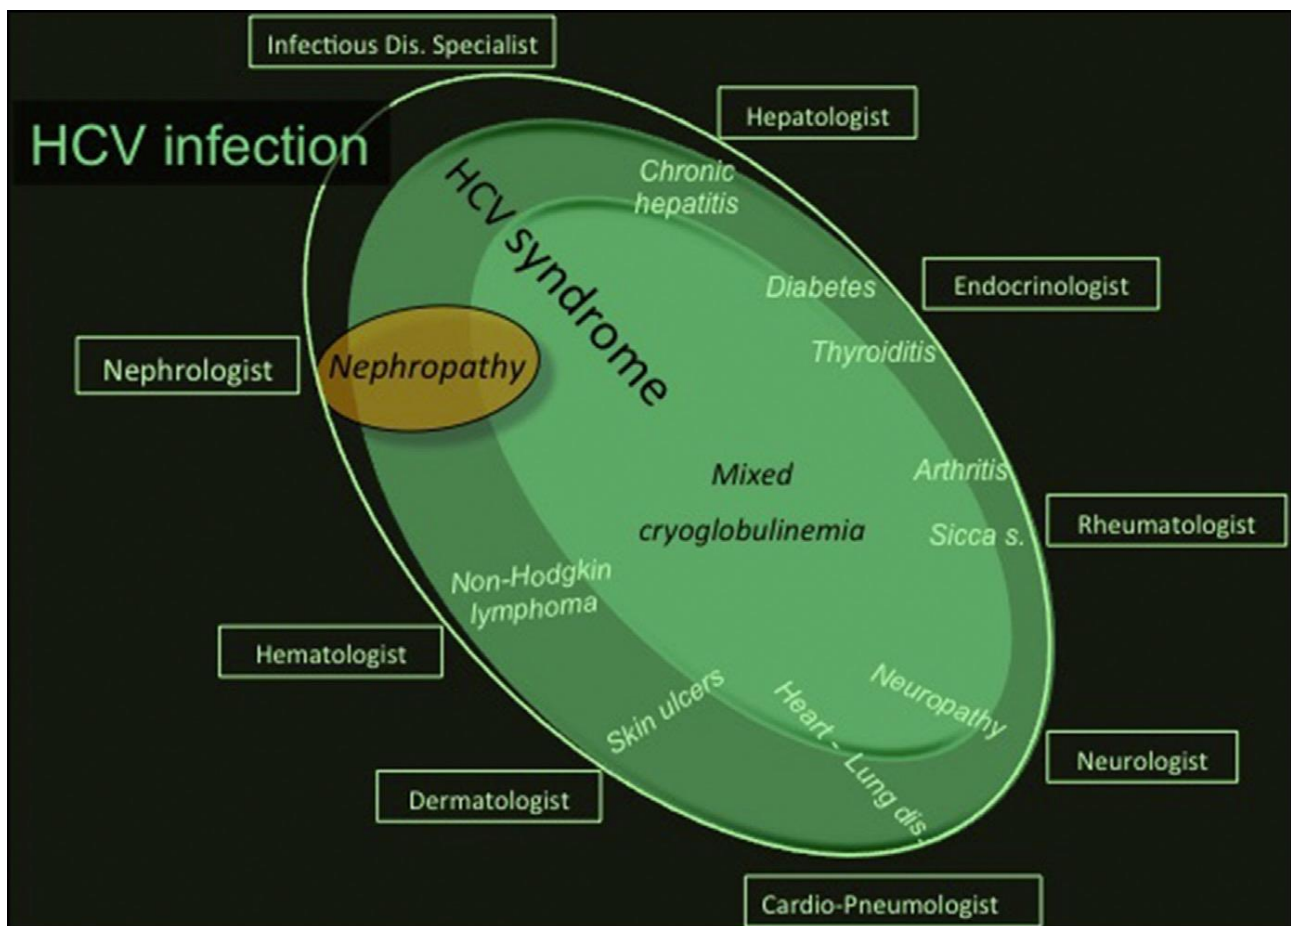 Infectious Dis. Specialist
Hepatologist
HCV infection
Chronic
hepatitis
HCV syndrome
Diabetes
Endocrinologist
Thyroiditis
Nephrologist
Nephropathy
Mixed
cryoglobulinemia
Arthritis
Sicca s.
Rheumatologist
Non-Hodgkin
lymphoma
Hematologist
Skin ulcers
Heart - Lung dis.
Neuropathy
Neurologist
Dermatologist
Cardio-Pneumologist